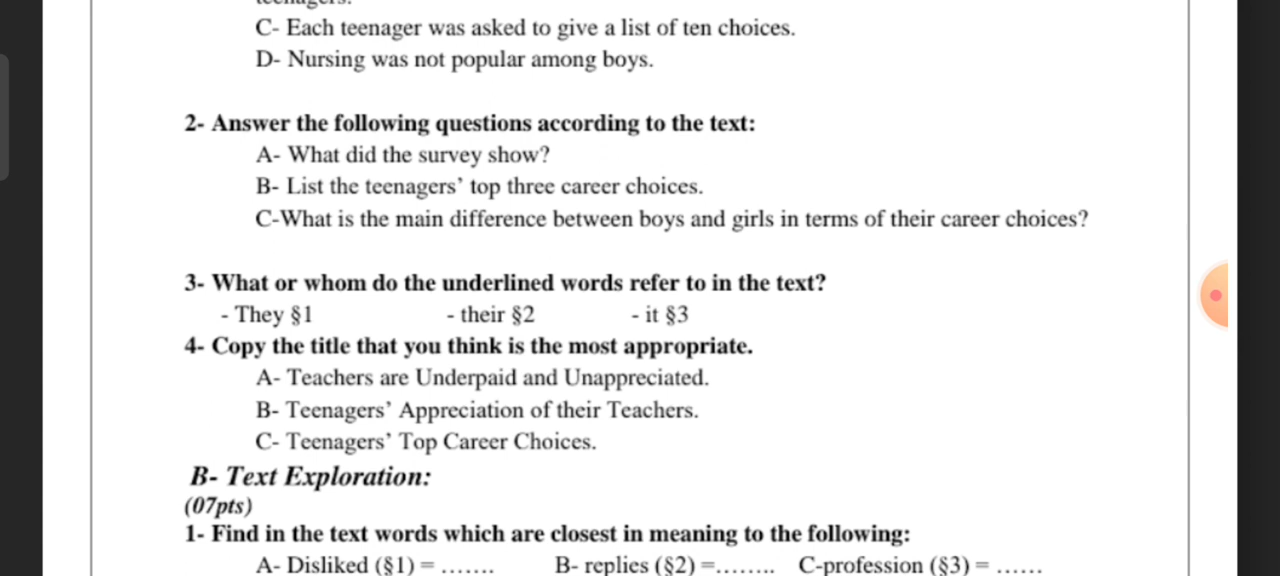 C- Each teenager was asked to give a list of ten choices.
D- Nursing was not popular among boys.
2- Answer the following questions according to the text:
A- What did the survey show?
B- List the teenagers’ top three career choices.
C-What is the main difference between boys and girls in terms of their career choices?
3- What or whom do the underlined words refer to in the text?
- They §1 - their §2 - it §3
4- Copy the title that you think is the most appropriate.
A- Teachers are Underpaid and Unappreciated.
B- Teenagers’ Appreciation of their Teachers.
C- Teenagers’ Top Career Choices.
B- Text Exploration:
(07pts)
1- Find in the text words which are closest in meaning to the following:
A- Disliked (§1) = ....... B- replies (§2) =........ C-profession (§3) = ......